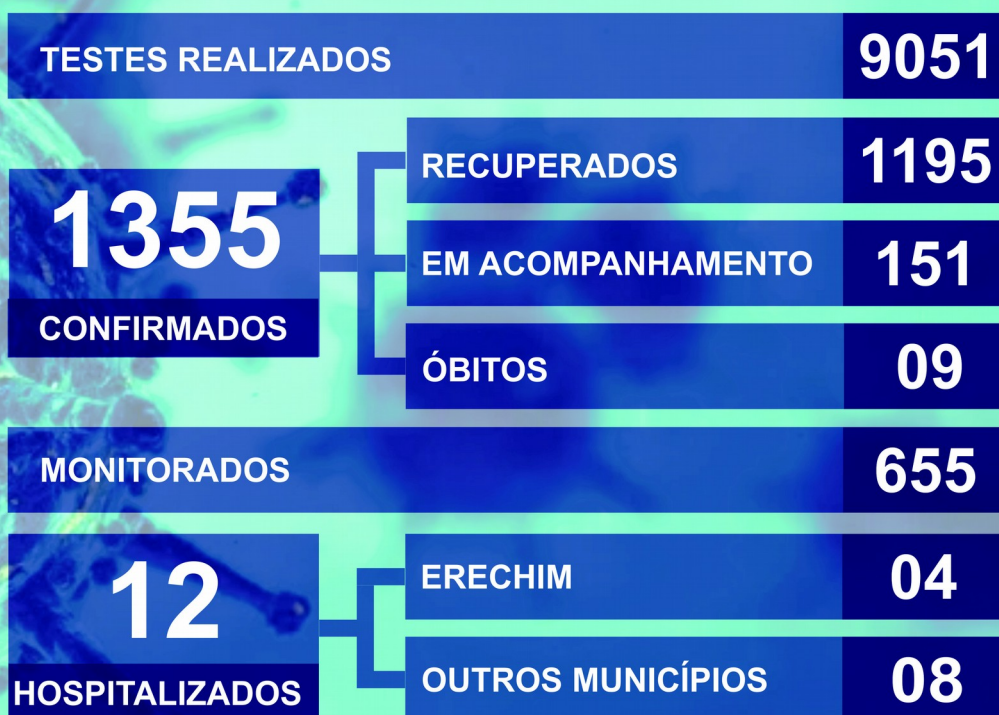 TESTES REALIZADOS 9051
1355
CONFIRMADOS
RECUPERADOS 1195
EM ACOMPANHAMENTO 151
ÓBITOS 09
MONITORADOS 655
12
HOSPITALIZADOS
ERECHIM 04
OUTROS MUNICÍPIOS 08